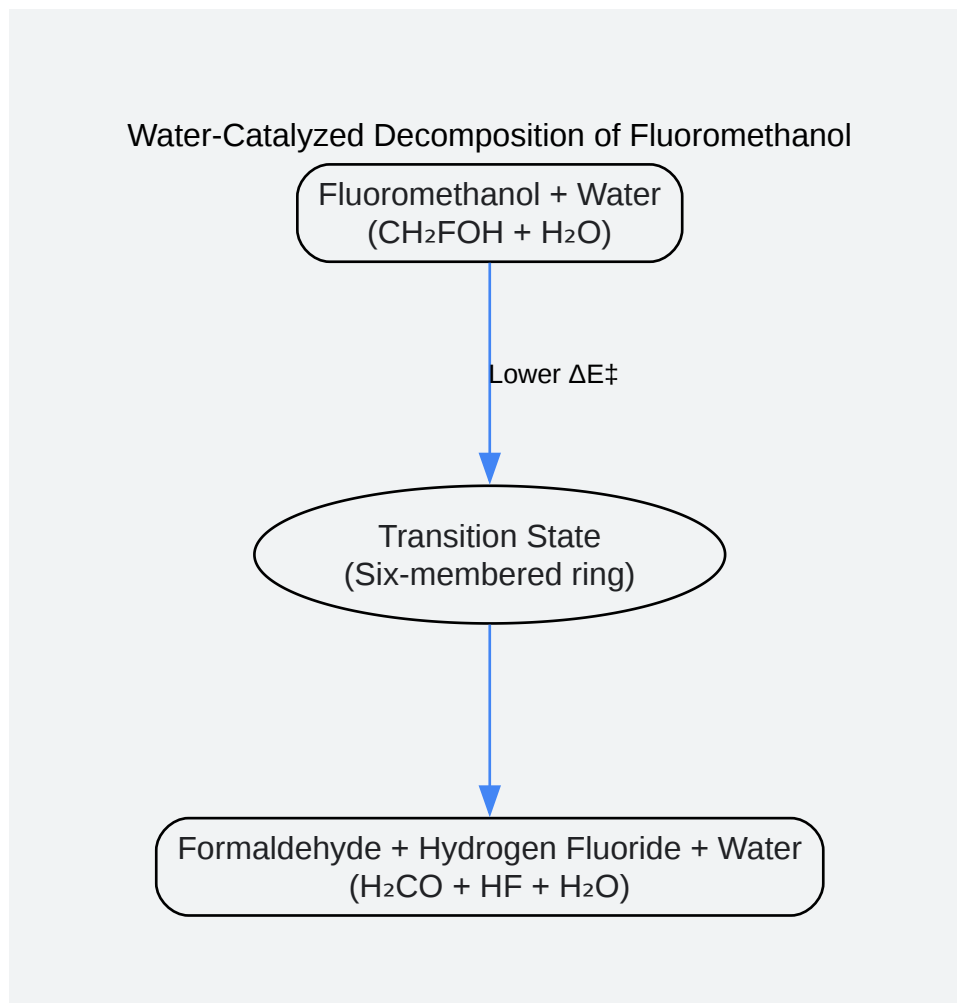 Water-Catalyzed Decomposition of Fluoromethanol
Fluoromethanol + Water
(CH₂FOH + H₂O)
Lower ΔE‡
Transition State
(Six-membered ring)
Formaldehyde + Hydrogen Fluoride + Water
(H₂CO + HF + H₂O)